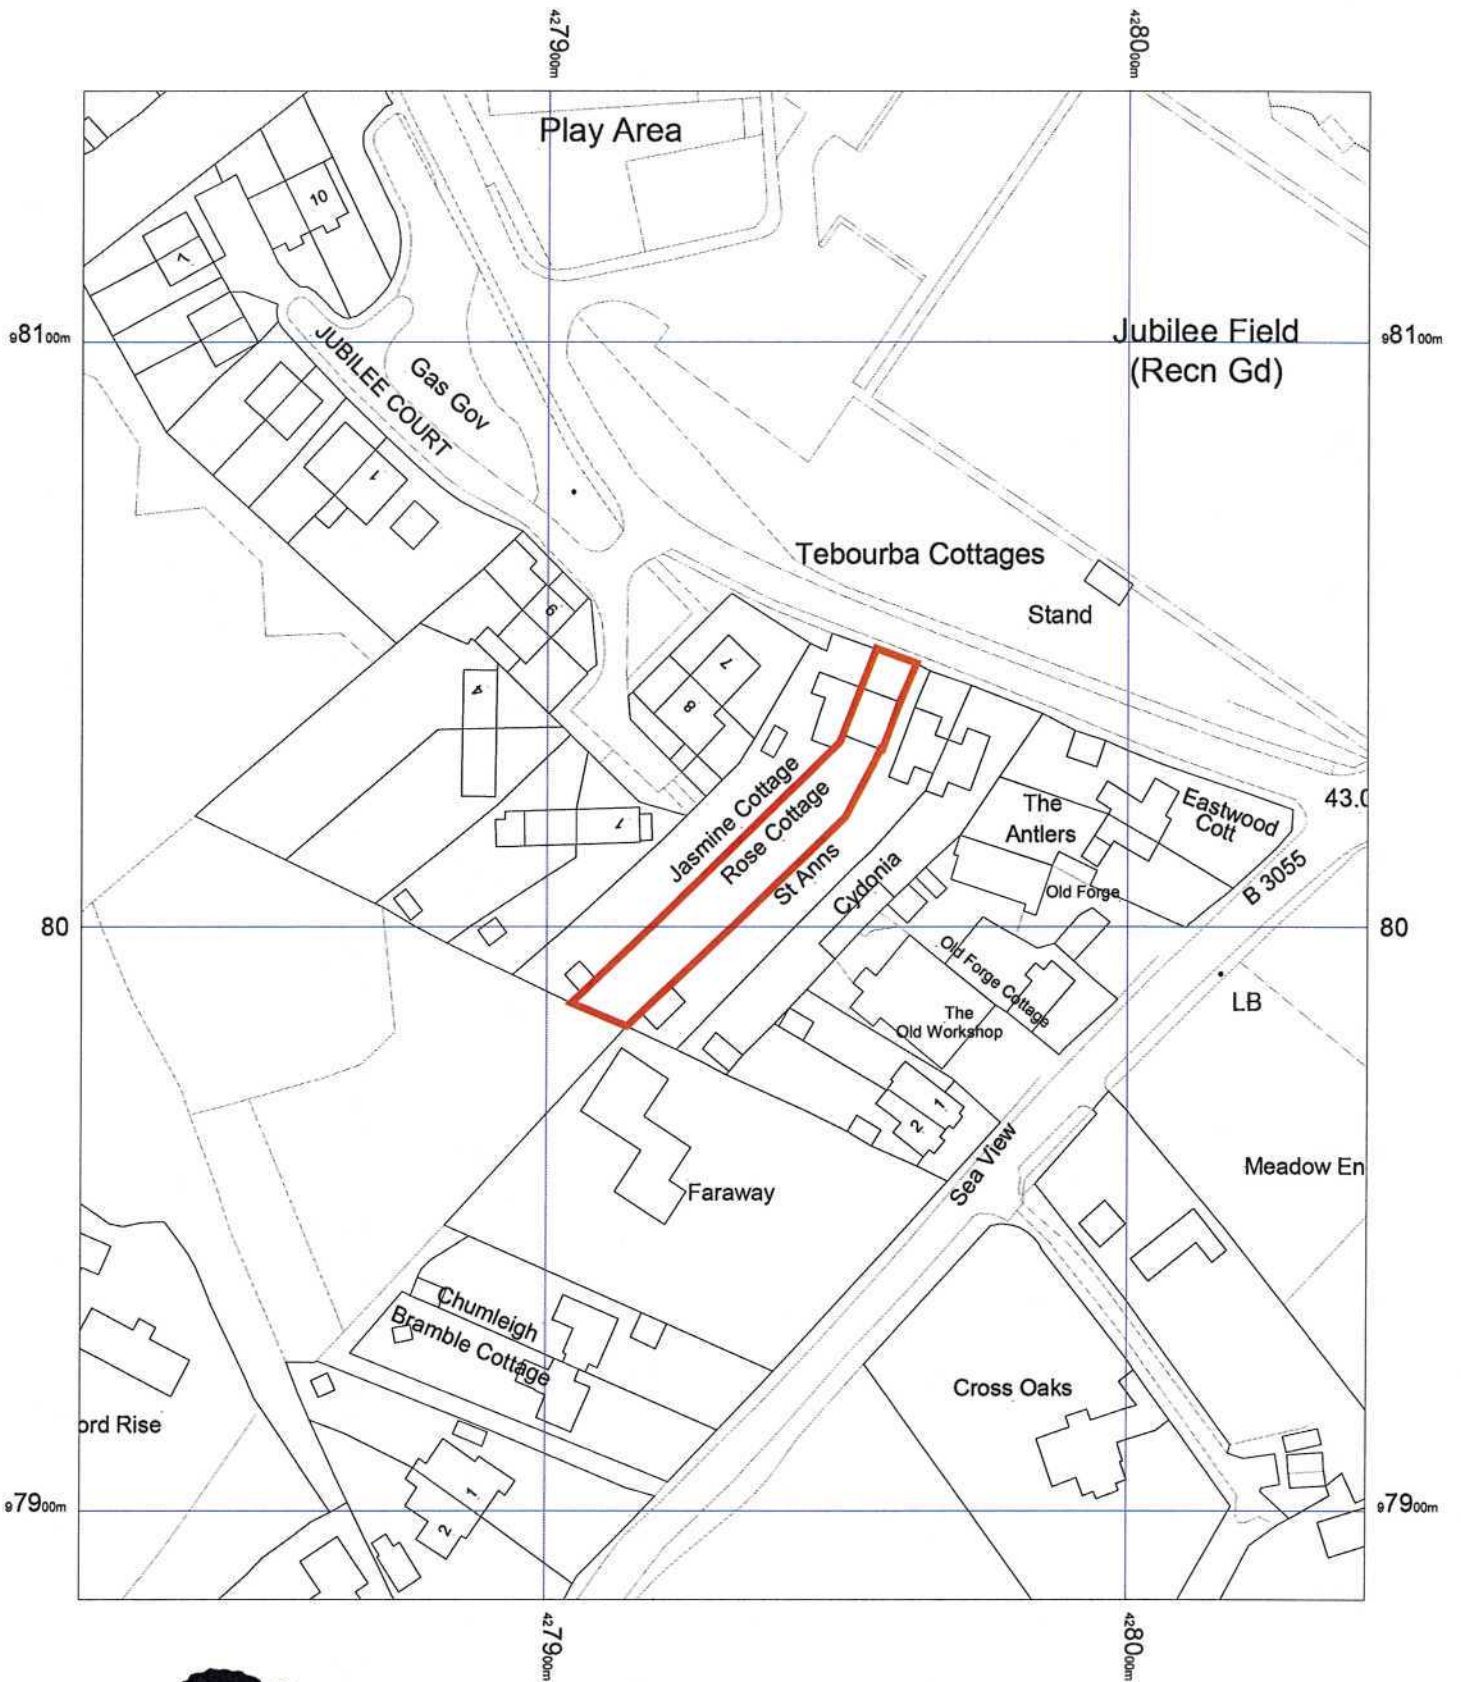 427900m
428000m
Play Area
10
7
98100m
98100m
Jubilee Field
(Recn Gd)
JUBILEE COURT
Gas Gov
1
Tebourba Cottages
Stand
9
7
8
4
Jasmine Cottage
Rose Cottage
St Anns
Cydonia
The
Antlers
Eastwood
Cott
43.0
1
Old Forge
B 3055
80
80
Old Forge Cottage
The
Old Workshop
LB
1
2
Sea View
Meadow En
Faraway
Chumleigh
Bramble Cottage
Cross Oaks
ord Rise
1
2
97900m
97900m
427900m
428000m